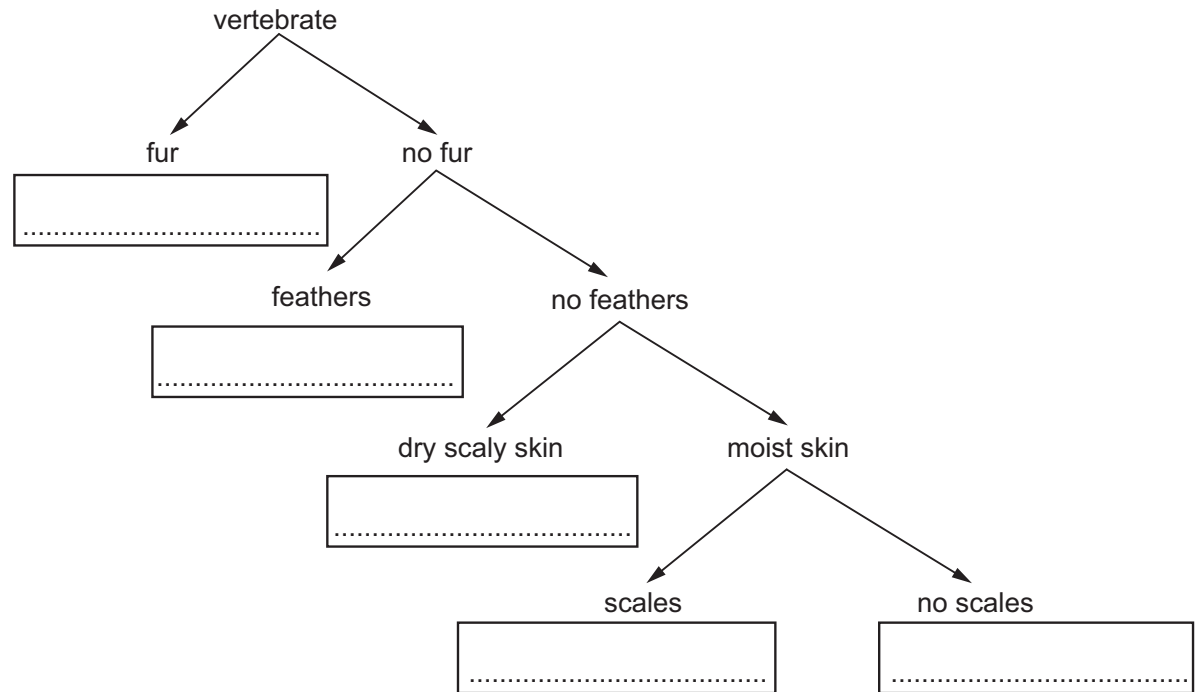 vertebrate
fur
no fur
......................................
feathers
no feathers
......................................
dry scaly skin
moist skin
......................................
scales
no scales
......................................
......................................